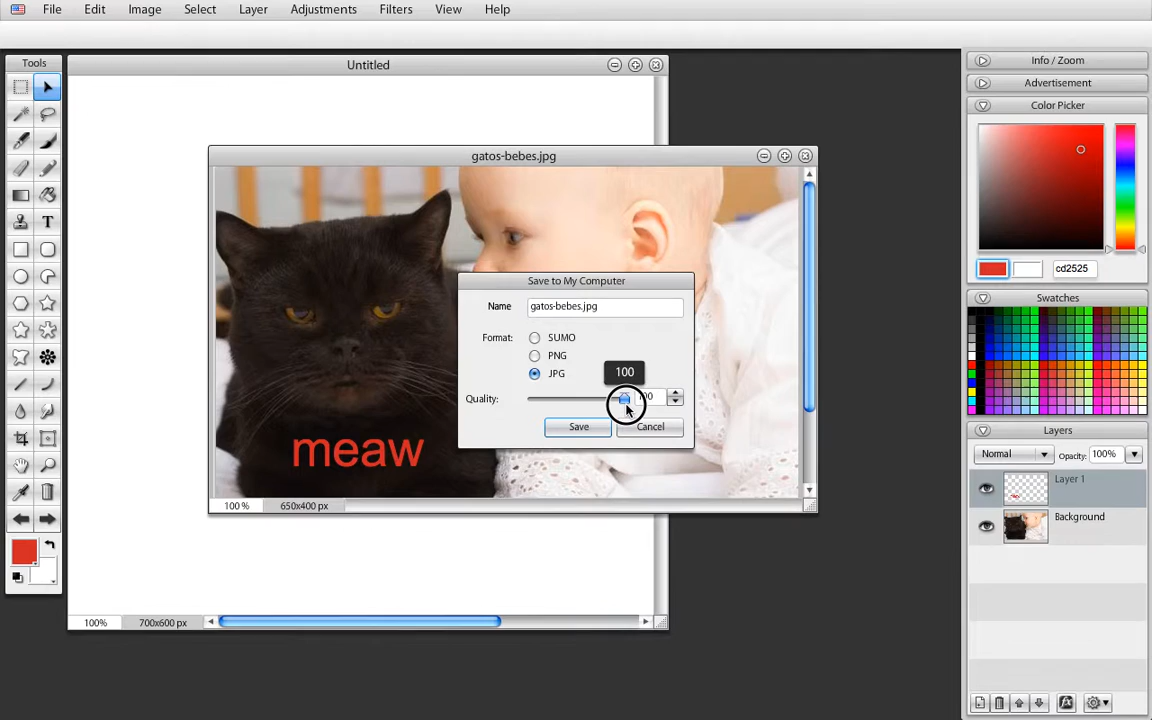 File Edit Image Select Layer Adjustments Filters View Help
Tools
Untitled
gatos-bebes.jpg
Save to My Computer
Name gatos-bebes.jpg
Format: SUMO
PNG
JPG
100
Quality:
Save Cancel
meaw
100% 650x400 px
100% 700x600 px
Info / Zoom
Advertisement
Color Picker
cd2525
Swatches
Layers
Normal Opacity: 100%
Layer 1
Background